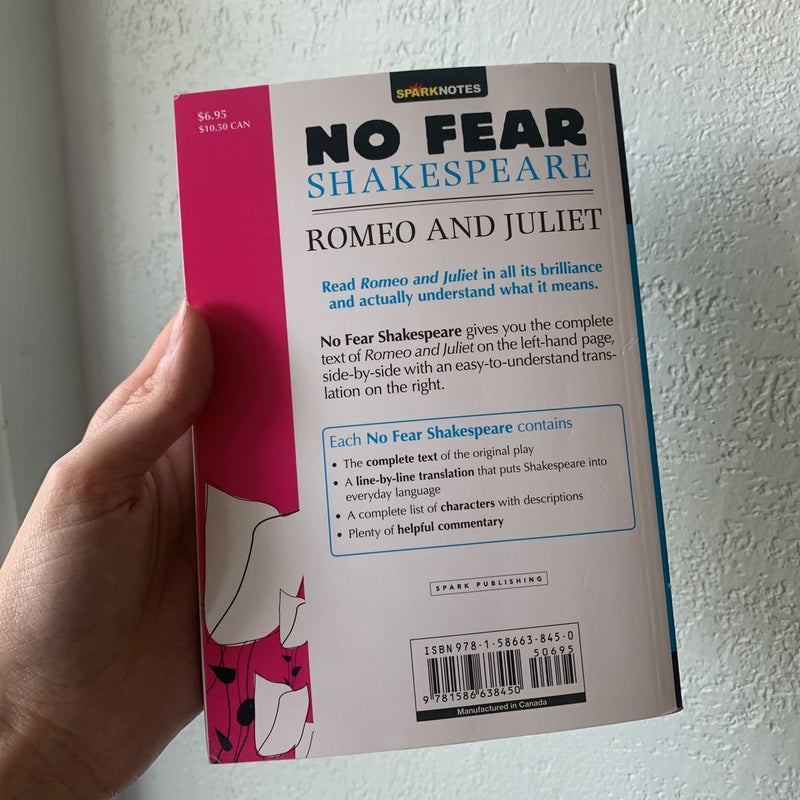 SPARKNOTES
$6.95
$10.50 CAN
NO FEAR
SHAKESPEARE
ROMEO AND JULIET
Read Romeo and Juliet in all its brilliance
and actually understand what it means.
No Fear Shakespeare gives you the complete
text of Romeo and Juliet on the left-hand page,
side-by-side with an easy-to-understand trans-
lation on the right.
Each No Fear Shakespeare contains
• The complete text of the original play
• A line-by-line translation that puts Shakespeare into
everyday language
• A complete list of characters with descriptions
• Plenty of helpful commentary
SPARK PUBLISHING
ISBN 978-1-58663-845-0
50695
9 781586 638450
Manufactured in Canada